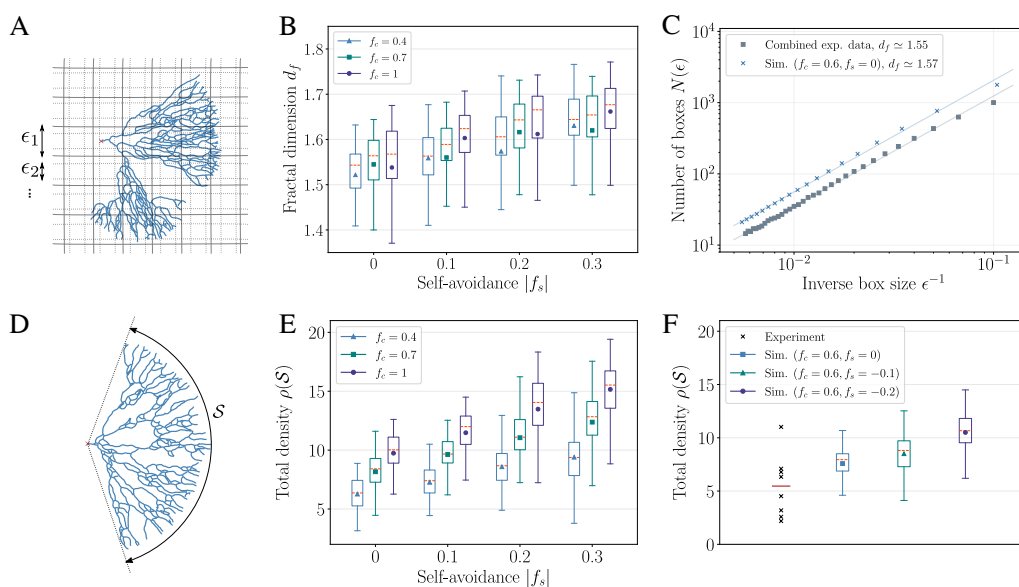 A
ϵ1
ϵ2
...
B
Fractal dimension df
1.8
1.7
1.6
1.5
1.4
fc = 0.4
fc = 0.7
fc = 1
0 0.1 0.2 0.3
Self-avoidance |fs|
C
Number of boxes N(ϵ)
10^4
10^3
10^2
10^1
Combined exp. data, df ≃ 1.55
Sim. (fc = 0.6, fs = 0), df ≃ 1.57
10^−2 10^−1
Inverse box size ϵ^−1
D
S
E
Total density ρ(S)
20
15
10
5
fc = 0.4
fc = 0.7
fc = 1
0 0.1 0.2 0.3
Self-avoidance |fs|
F
Total density ρ(S)
20
15
10
5
0
Experiment
Sim. (fc = 0.6, fs = 0)
Sim. (fc = 0.6, fs = −0.1)
Sim. (fc = 0.6, fs = −0.2)